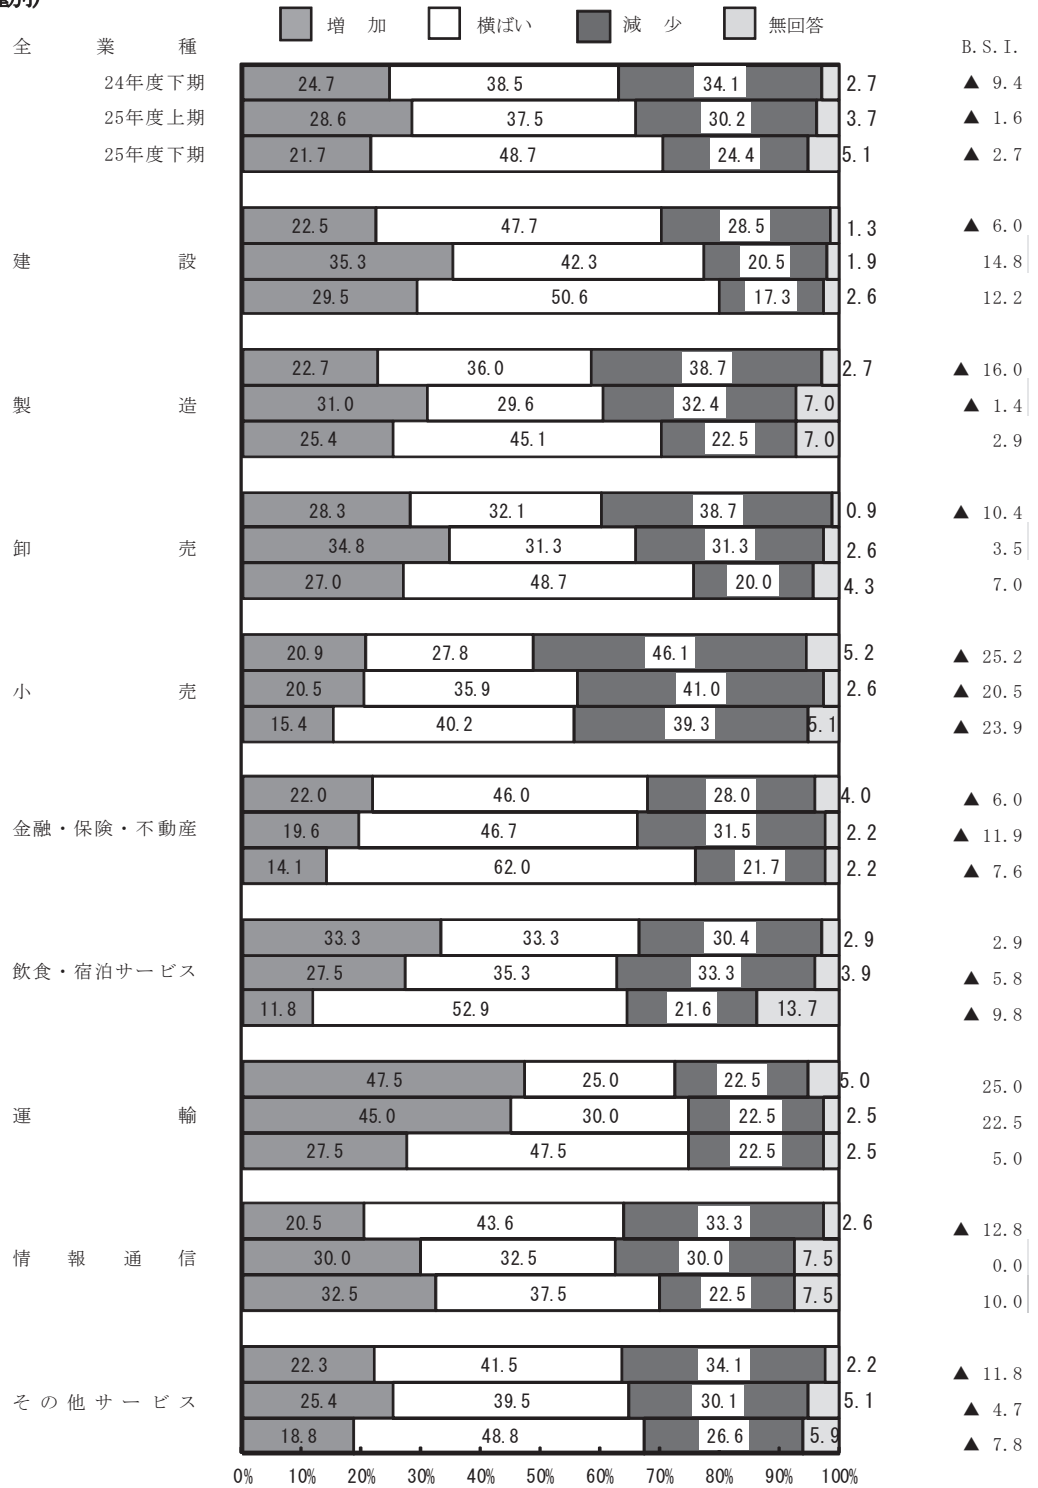 増 加 横ばい 減 少 無回答
全 業 種 B.S.I.
24年度下期 24.7 38.5 34.1 2.7 ▲ 9.4
25年度上期 28.6 37.5 30.2 3.7 ▲ 1.6
25年度下期 21.7 48.7 24.4 5.1 ▲ 2.7
22.5 47.7 28.5 1.3 ▲ 6.0
建 設 35.3 42.3 20.5 1.9 14.8
29.5 50.6 17.3 2.6 12.2
22.7 36.0 38.7 2.7 ▲ 16.0
製 造 31.0 29.6 32.4 7.0 ▲ 1.4
25.4 45.1 22.5 7.0 2.9
28.3 32.1 38.7 0.9 ▲ 10.4
卸 売 34.8 31.3 31.3 2.6 3.5
27.0 48.7 20.0 4.3 7.0
20.9 27.8 46.1 5.2 ▲ 25.2
小 売 20.5 35.9 41.0 2.6 ▲ 20.5
15.4 40.2 39.3 5.1 ▲ 23.9
22.0 46.0 28.0 4.0 ▲ 6.0
金融・保険・不動産 19.6 46.7 31.5 2.2 ▲ 11.9
14.1 62.0 21.7 2.2 ▲ 7.6
33.3 33.3 30.4 2.9 2.9
飲食・宿泊サービス 27.5 35.3 33.3 3.9 ▲ 5.8
11.8 52.9 21.6 13.7 ▲ 9.8
47.5 25.0 22.5 5.0 25.0
運 輸 45.0 30.0 22.5 2.5 22.5
27.5 47.5 22.5 2.5 5.0
20.5 43.6 33.3 2.6 ▲ 12.8
情 報 通 信 30.0 32.5 30.0 7.5 0.0
32.5 37.5 22.5 7.5 10.0
22.3 41.5 34.1 2.2 ▲ 11.8
その他サービス 25.4 39.5 30.1 5.1 ▲ 4.7
18.8 48.8 26.6 5.9 ▲ 7.8
0% 10% 20% 30% 40% 50% 60% 70% 80% 90% 100%